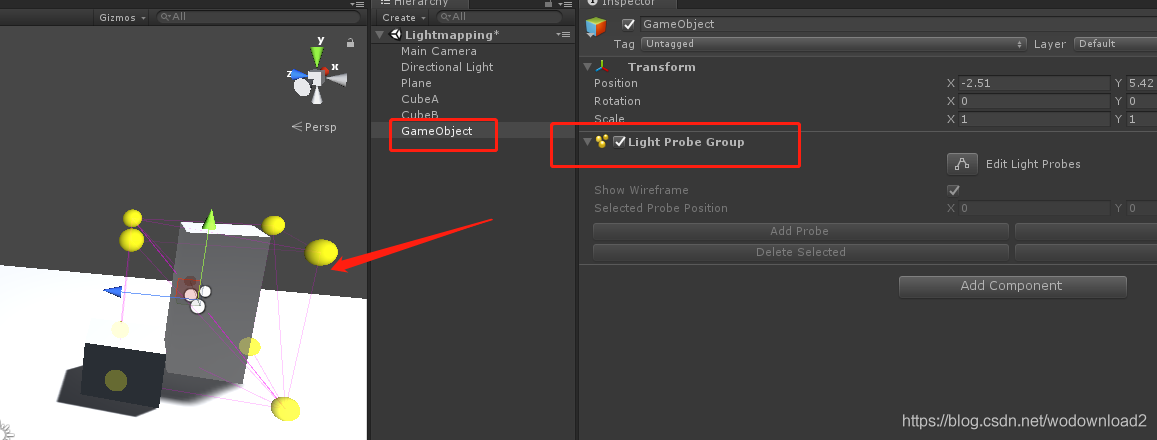 Gizmos
All
y
x
z
Persp
Hierarchy
Create
All
Lightmapping*
Main Camera
Directional Light
Plane
CubeA
CubeB
GameObject
Inspector
GameObject
Tag Untagged Layer Default
Transform
Position X -2.51 Y 5.42
Rotation X 0 Y 0
Scale X 1 Y 1
Light Probe Group
Edit Light Probes
Show Wireframe
Selected Probe Position X 0 Y 0
Add Probe
Delete Selected
Add Component
https://blog.csdn.net/wodownload2